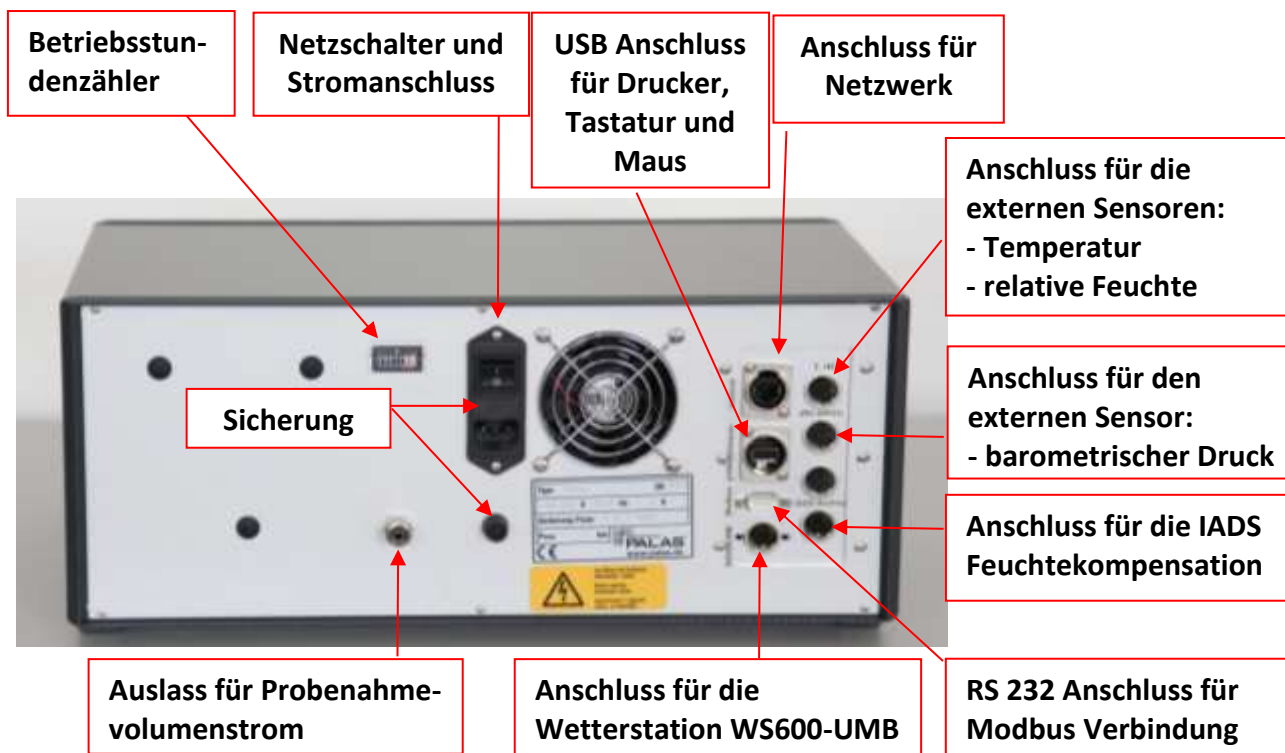 Betriebsstun-
denzähler
Netzschalter und
Stromanschluss
USB Anschluss
für Drucker,
Tastatur und
Maus
Anschluss für
Netzwerk
Anschluss für die
externen Sensoren:
- Temperatur
- relative Feuchte
Sicherung
Anschluss für den
externen Sensor:
- barometrischer Druck
Anschluss für die IADS
Feuchtekompensation
PALAS
CE
Auslass für Probenahme-
volumenstrom
Anschluss für die
Wetterstation WS600-UMB
RS 232 Anschluss für
Modbus Verbindung